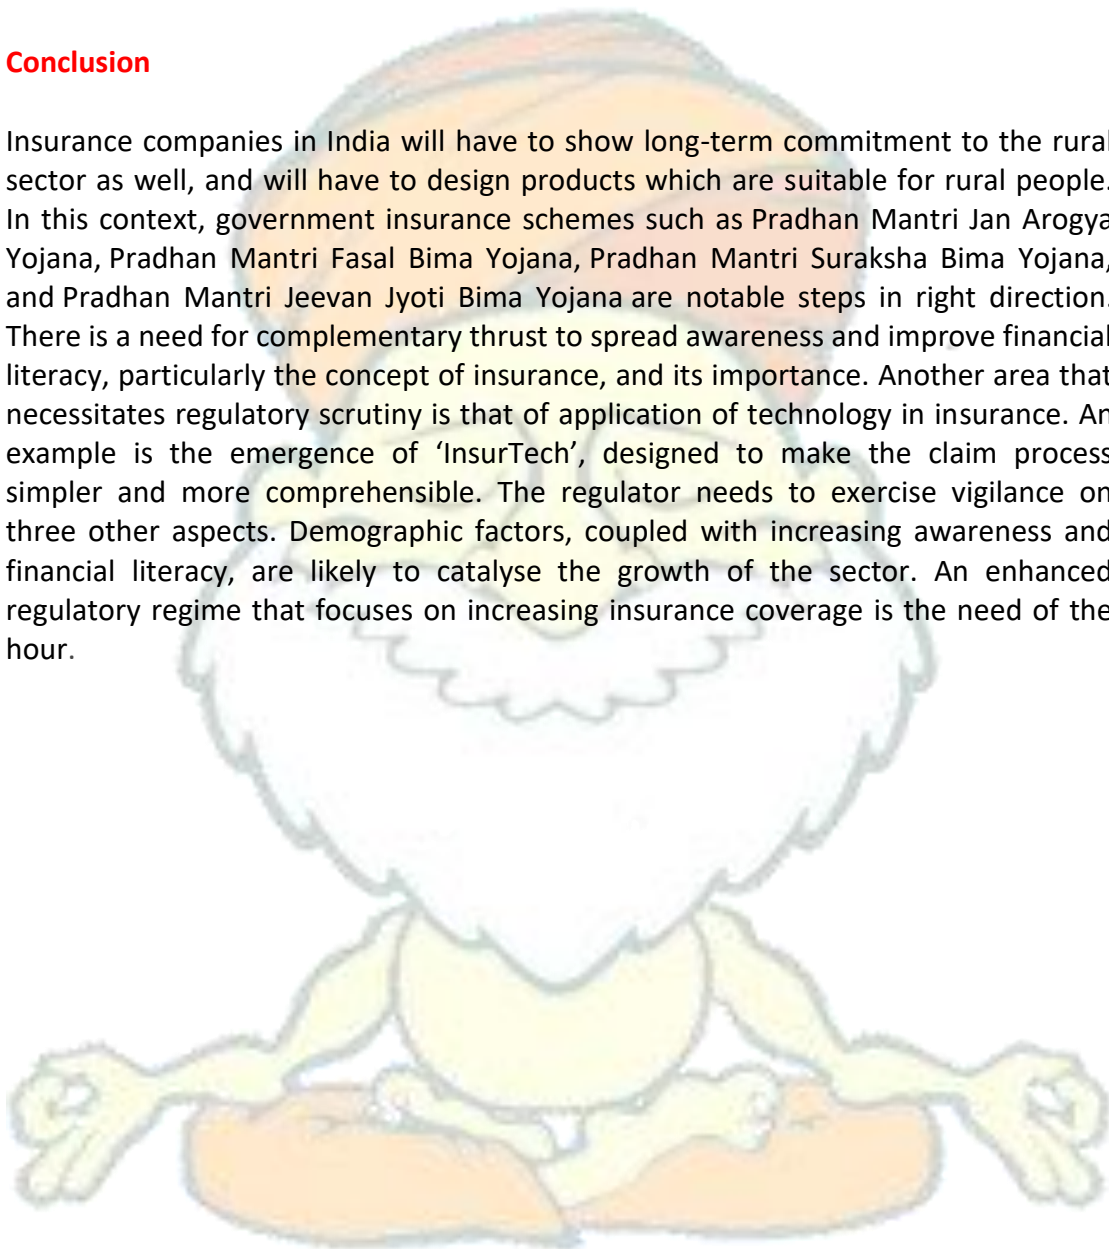 Conclusion
Insurance companies in India will have to show long-term commitment to the rural
sector as well, and will have to design products which are suitable for rural people.
In this context, government insurance schemes such as Pradhan Mantri Jan Arogya
Yojana, Pradhan Mantri Fasal Bima Yojana, Pradhan Mantri Suraksha Bima Yojana,
and Pradhan Mantri Jeevan Jyoti Bima Yojana are notable steps in right direction.
There is a need for complementary thrust to spread awareness and improve financial
literacy, particularly the concept of insurance, and its importance. Another area that
necessitates regulatory scrutiny is that of application of technology in insurance. An
example is the emergence of ‘InsurTech’, designed to make the claim process
simpler and more comprehensible. The regulator needs to exercise vigilance on
three other aspects. Demographic factors, coupled with increasing awareness and
financial literacy, are likely to catalyse the growth of the sector. An enhanced
regulatory regime that focuses on increasing insurance coverage is the need of the
hour.